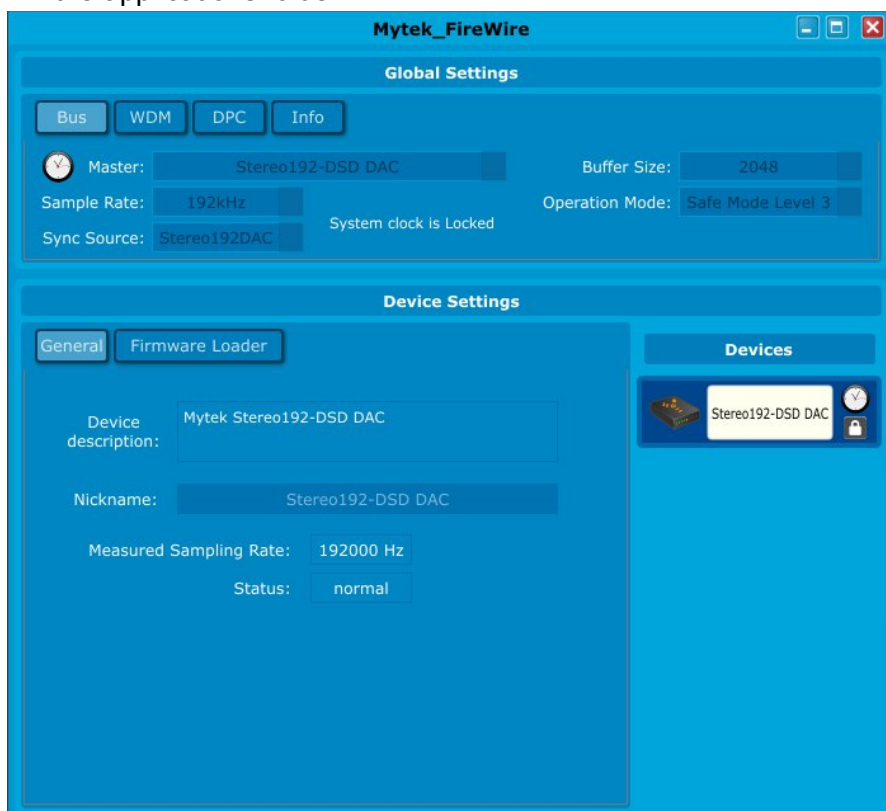 Mytek_FireWire
Global Settings
Bus WDM DPC Info
Master: Stereo192-DSD DAC Buffer Size: 2048
Sample Rate: 192kHz Operation Mode: Safe Mode Level 3
System clock is Locked
Sync Source: Stereo192DAC
Device Settings
General Firmware Loader
Devices
Stereo192-DSD DAC
Device description: Mytek Stereo192-DSD DAC
Nickname: Stereo192-DSD DAC
Measured Sampling Rate: 192000 Hz
Status: normal